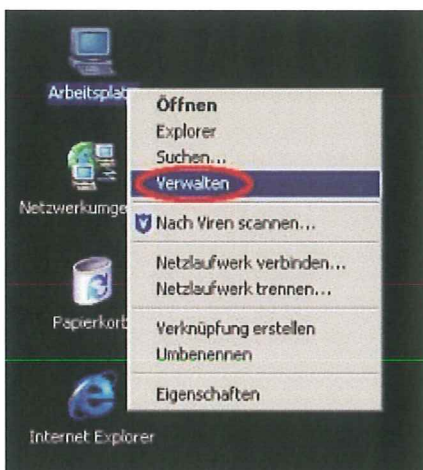 Arbeitsplat
Öffnen
Explorer
Suchen...
Verwalten
Netzwerkumge
Nach Viren scannen...
Netzlaufwerk verbinden...
Netzlaufwerk trennen...
Papierkorb
Verknüpfung erstellen
Umbenennen
Eigenschaften
Internet Explorer